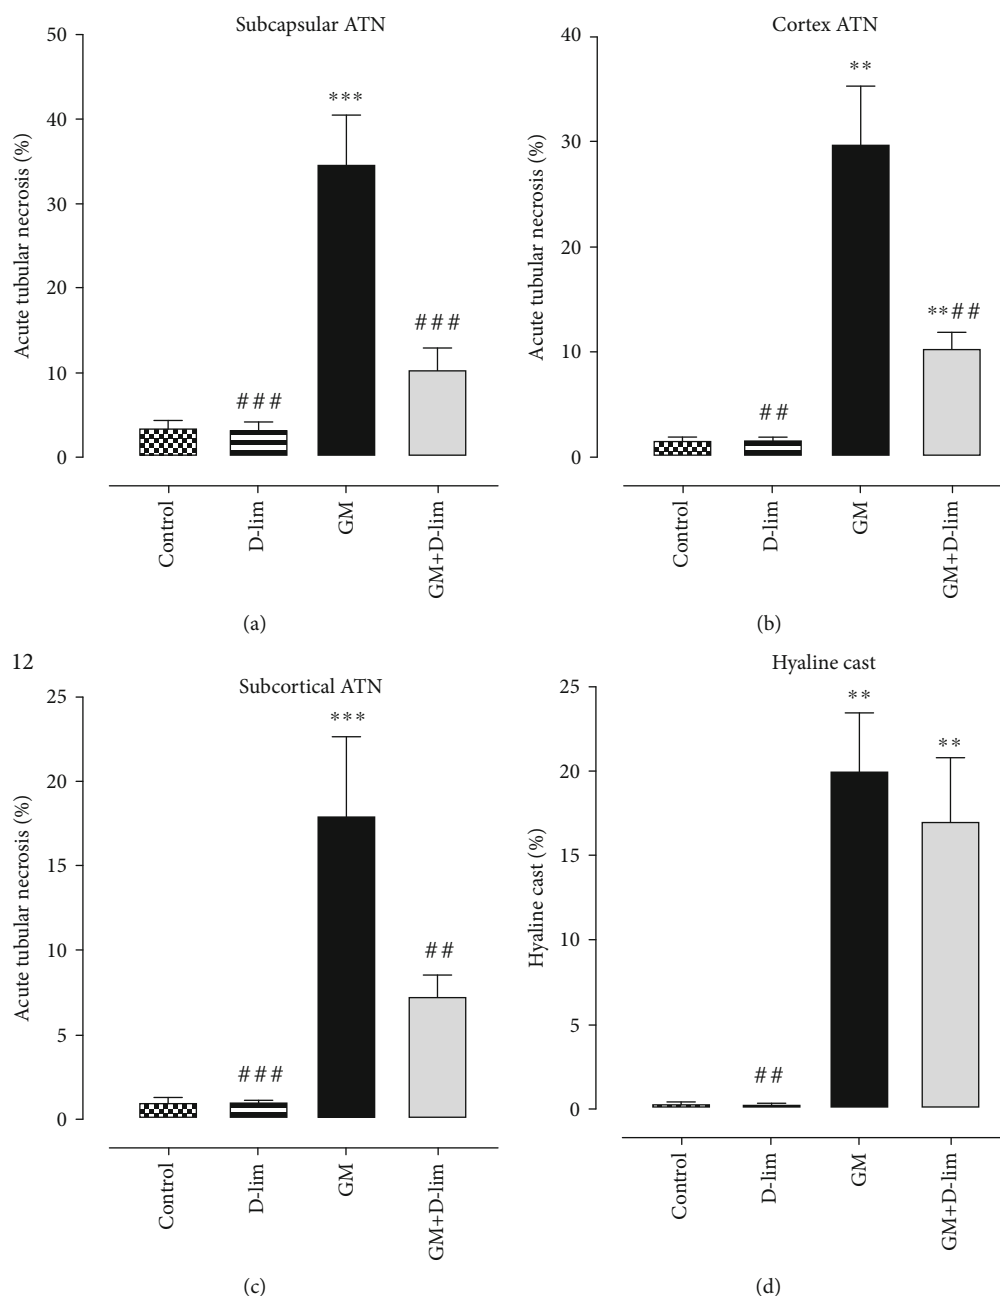 Subcapsular ATN
Acute tubular necrosis (%)
50
40
30
20
10
0
***
###
###
Control
D-lim
GM
GM+D-lim
(a)
Cortex ATN
Acute tubular necrosis (%)
40
30
20
10
0
**
**##
##
Control
D-lim
GM
GM+D-lim
(b)
12
Subcortical ATN
Acute tubular necrosis (%)
25
20
15
10
5
0
***
##
###
Control
D-lim
GM
GM+D-lim
(c)
Hyaline cast
Hyaline cast (%)
25
20
15
10
5
0
**
**
##
Control
D-lim
GM
GM+D-lim
(d)